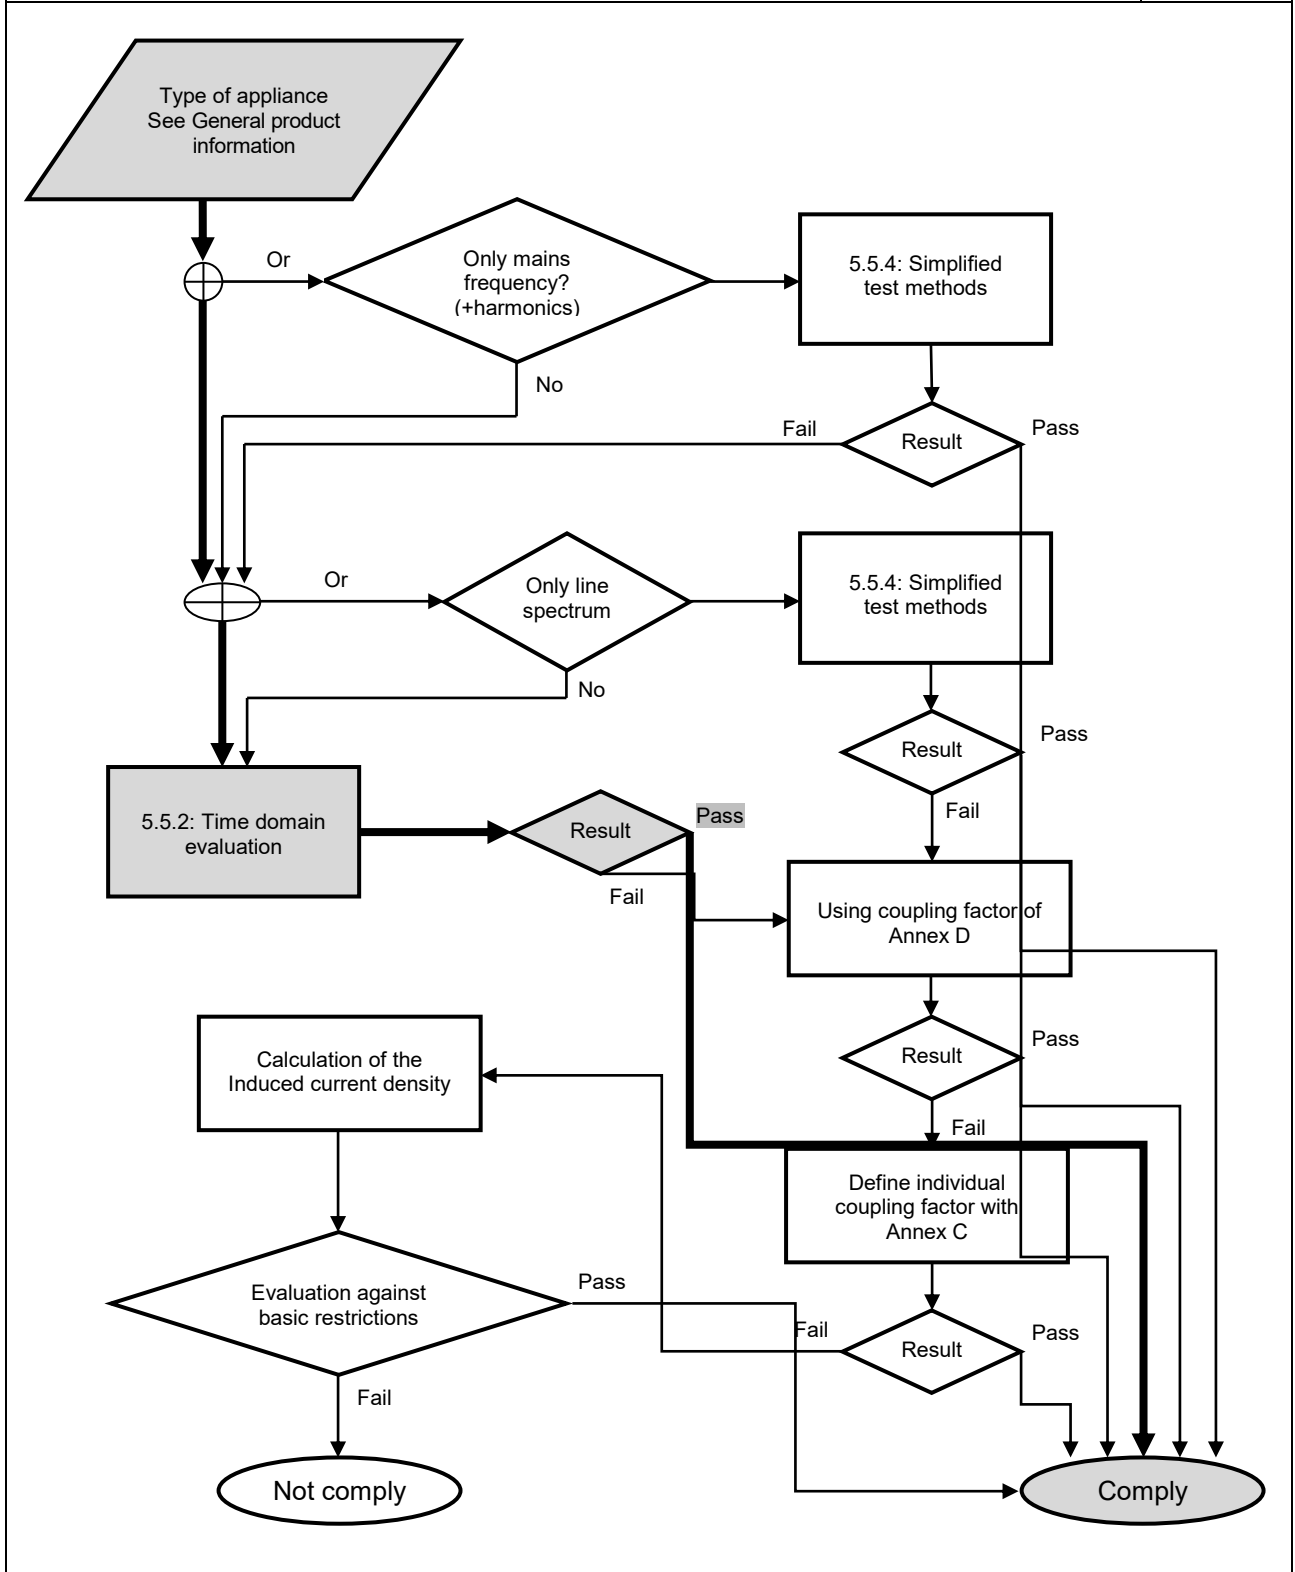 Type of appliance
See General product
information
Or
Only mains
frequency?
(+harmonics)
5.5.4: Simplified
test methods
No
Fail
Result
Pass
Or
Only line
spectrum
5.5.4: Simplified
test methods
No
Result
Pass
Fail
5.5.2: Time domain
evaluation
Result
Pass
Fail
Using coupling factor of
Annex D
Result
Pass
Fail
Calculation of the
Induced current density
Define individual
coupling factor with
Annex C
Evaluation against
basic restrictions
Pass
Fail
Result
Pass
Fail
Not comply
Comply